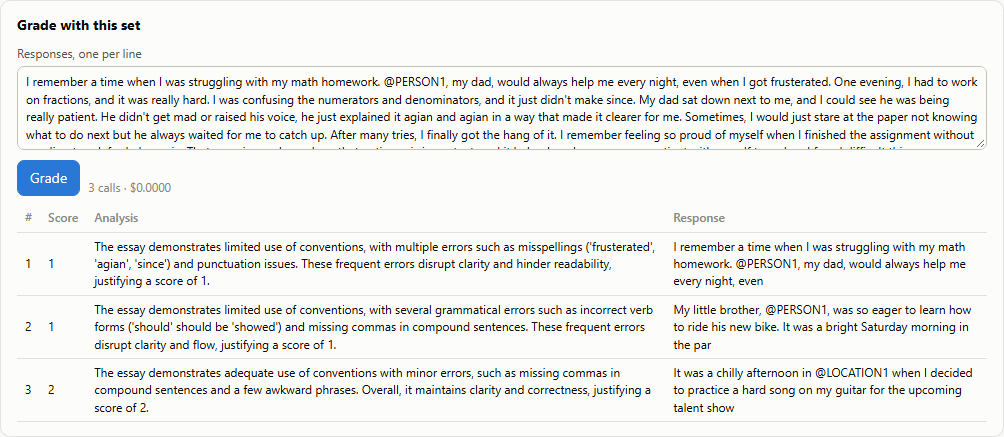 Grade with this set
Responses, one per line
I remember a time when I was struggling with my math homework. @PERSON1, my dad, would always help me every night, even when I got frusterated. One evening, I had to work
on fractions, and it was really hard. I was confusing the numerators and denominators, and it just didn't make since. My dad sat down next to me, and I could see he was being
really patient. He didn't get mad or raised his voice, he just explained it agian and agian in a way that made it clearer for me. Sometimes, I would just stare at the paper not knowing
what to do next but he always waited for me to catch up. After many tries, I finally got the hang of it. I remember feeling so proud of myself when I finished the assignment without
Grade
3 calls · $0.0000
# Score Analysis Response
1 1 The essay demonstrates limited use of conventions, with multiple errors such as misspellings ('frusterated',
'agian', 'since') and punctuation issues. These frequent errors disrupt clarity and hinder readability,
justifying a score of 1.
I remember a time when I was struggling with my math
homework. @PERSON1, my dad, would always help me
every night, even
2 1 The essay demonstrates limited use of conventions, with several grammatical errors such as incorrect verb
forms ('should' should be 'showed') and missing commas in compound sentences. These frequent errors
disrupt clarity and flow, justifying a score of 1.
My little brother, @PERSON1, was so eager to learn how
to ride his new bike. It was a bright Saturday morning in
the par
3 2 The essay demonstrates adequate use of conventions with minor errors, such as missing commas in
compound sentences and a few awkward phrases. Overall, it maintains clarity and correctness, justifying a
score of 2.
It was a chilly afternoon in @LOCATION1 when I decided
to practice a hard song on my guitar for the upcoming
talent show